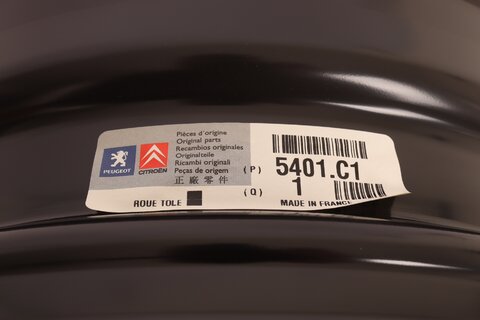 Pièces d'origine
Original parts
Recambios originales
Originalteile
Ricambi originali
Peças de origem
正廠零件
PEUGEOT
CITROËN
(P) 5401.C1
(Q) 1
ROUE TOLE
MADE IN FRANCE